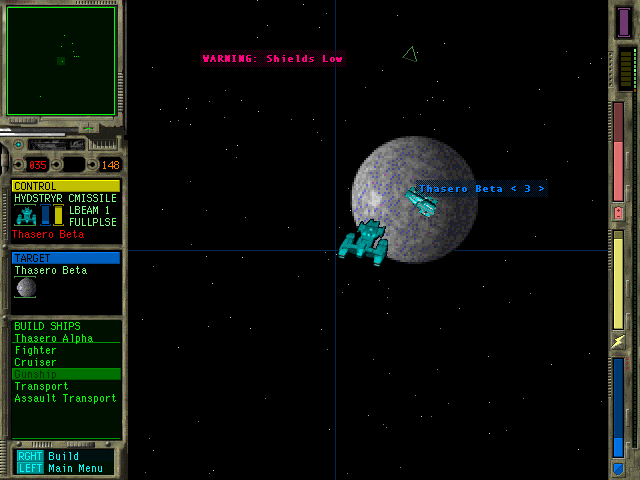 WARNING: Shields Low
035 148
CONTROL
HYDSTRYR CMISSILE
LBEAM 1
FULLPLSE
Thasero Beta
Thasero Beta < 3 >
TARGET
Thasero Beta
BUILD SHIPS
Thasero Alpha
Fighter
Cruiser
Gunship
Transport
Assault Transport
RGHT Build
LEFT Main Menu